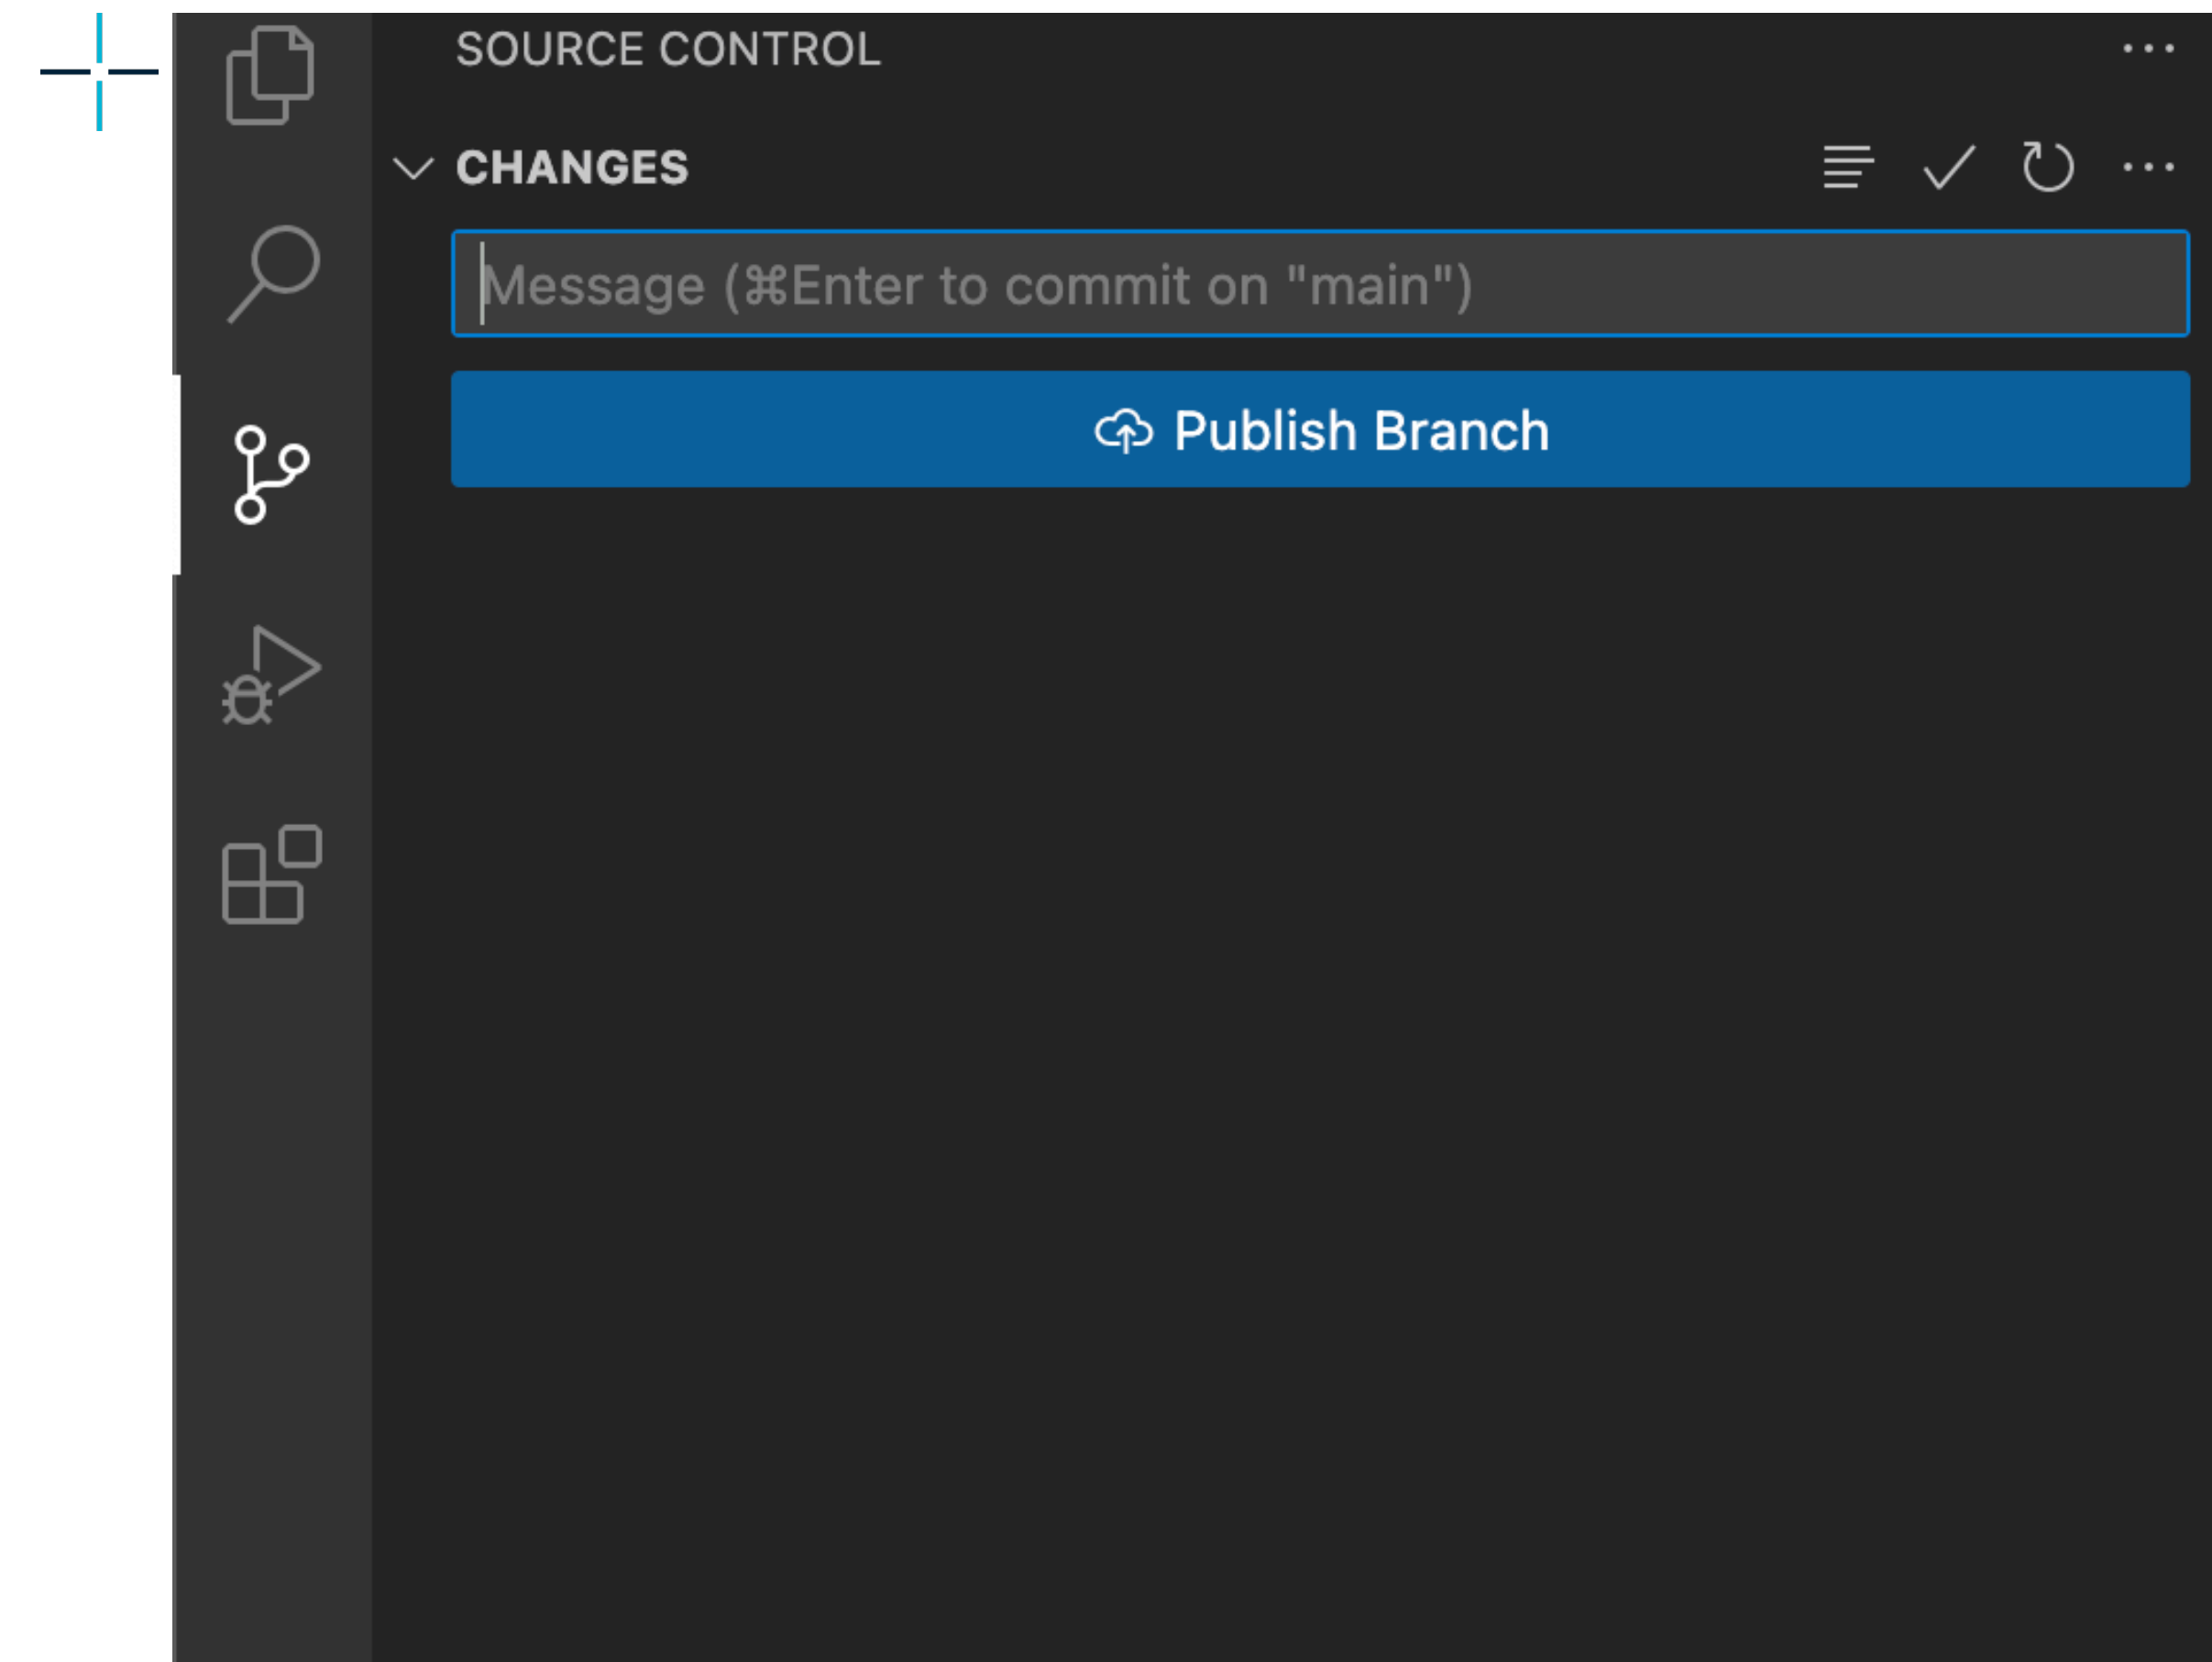 SOURCE CONTROL
CHANGES
Message (⌘Enter to commit on "main")
Publish Branch